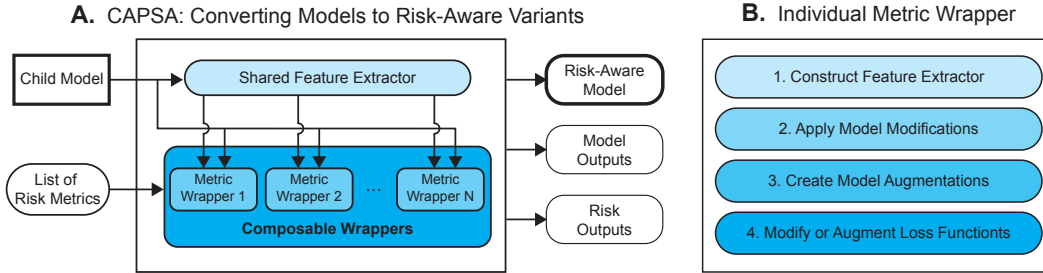 A. CAPSA: Converting Models to Risk-Aware Variants
Child Model
Shared Feature Extractor
List of
Risk Metrics
Metric
Wrapper 1
Metric
Wrapper 2
...
Metric
Wrapper N
Composable Wrappers
Risk-Aware
Model
Model
Outputs
Risk
Outputs
B. Individual Metric Wrapper
1. Construct Feature Extractor
2. Apply Model Modifications
3. Create Model Augmentations
4. Modify or Augment Loss Functionts